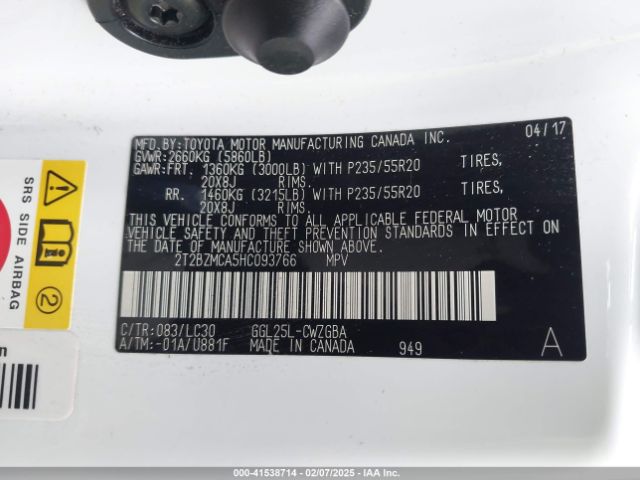 MFD.BY:TOYOTA MOTOR MANUFACTURING CANADA INC. 04/17
GVWR:2660KG (5860LB)
GAWR:FRT. 1360KG (3000LB) WITH P235/55R20 TIRES,
20X8J RIMS.
RR. 1460KG (3215LB) WITH P235/55R20 TIRES,
20X8J RIMS.
THIS VEHICLE CONFORMS TO ALL APPLICABLE FEDERAL MOTOR
VEHICLE SAFETY AND THEFT PREVENTION STANDARDS IN EFFECT ON
THE DATE OF MANUFACTURE SHOWN ABOVE.
2T2BZMCA5HC093766 MPV
C/TR:083/LC30 GGL25L-CWZGBA
A/TM:-01A/U881F MADE IN CANADA 949 A
SRS SIDE AIRBAG
2
000-41538714 - 02/07/2025 - IAA Inc.